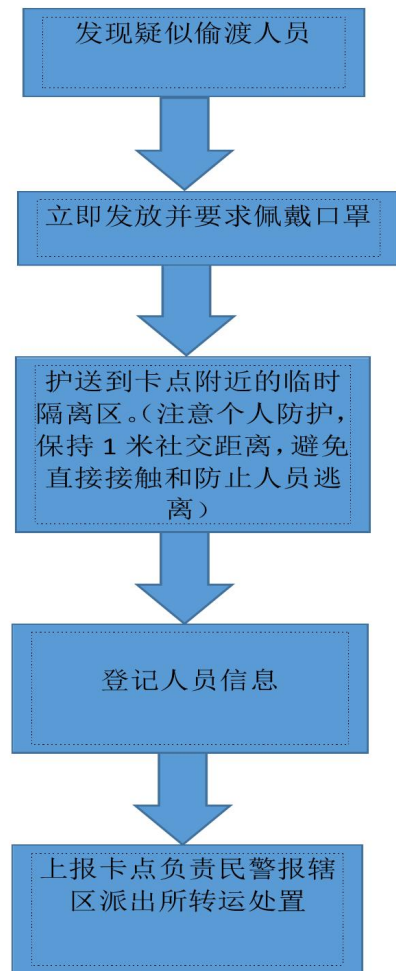 发现疑似偷渡人员
立即发放并要求佩戴口罩
护送到卡点附近的临时
隔离区。(注意个人防护,
保持1米社交距离,避免
直接接触和防止人员逃
离)
登记人员信息
上报卡点负责民警报辖
区派出所转运处置